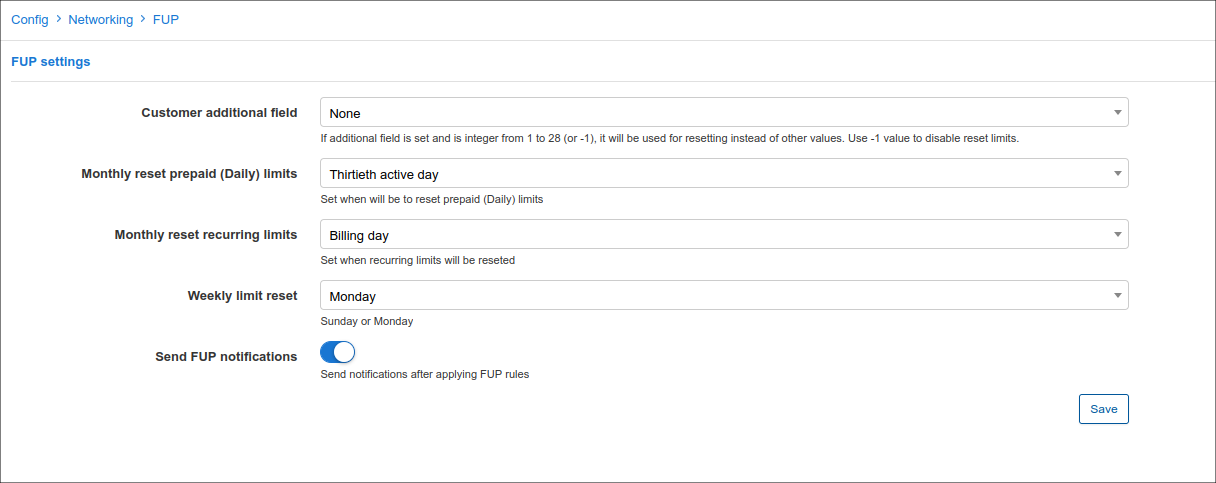 Config > Networking > FUP
FUP settings
Customer additional field
None
If additional field is set and is integer from 1 to 28 (or -1), it will be used for resetting instead of other values. Use -1 value to disable reset limits.
Monthly reset prepaid (Daily) limits
Thirtieth active day
Set when will be to reset prepaid (Daily) limits
Monthly reset recurring limits
Billing day
Set when recurring limits will be reseted
Weekly limit reset
Monday
Sunday or Monday
Send FUP notifications
Send notifications after applying FUP rules
Save